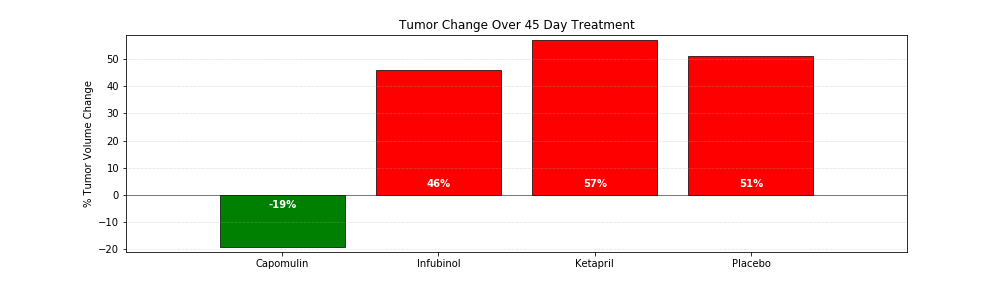 Tumor Change Over 45 Day Treatment
% Tumor Volume Change
50
40
30
20
10
0
−10
−20
-19%
46%
57%
51%
Capomulin
Infubinol
Ketapril
Placebo